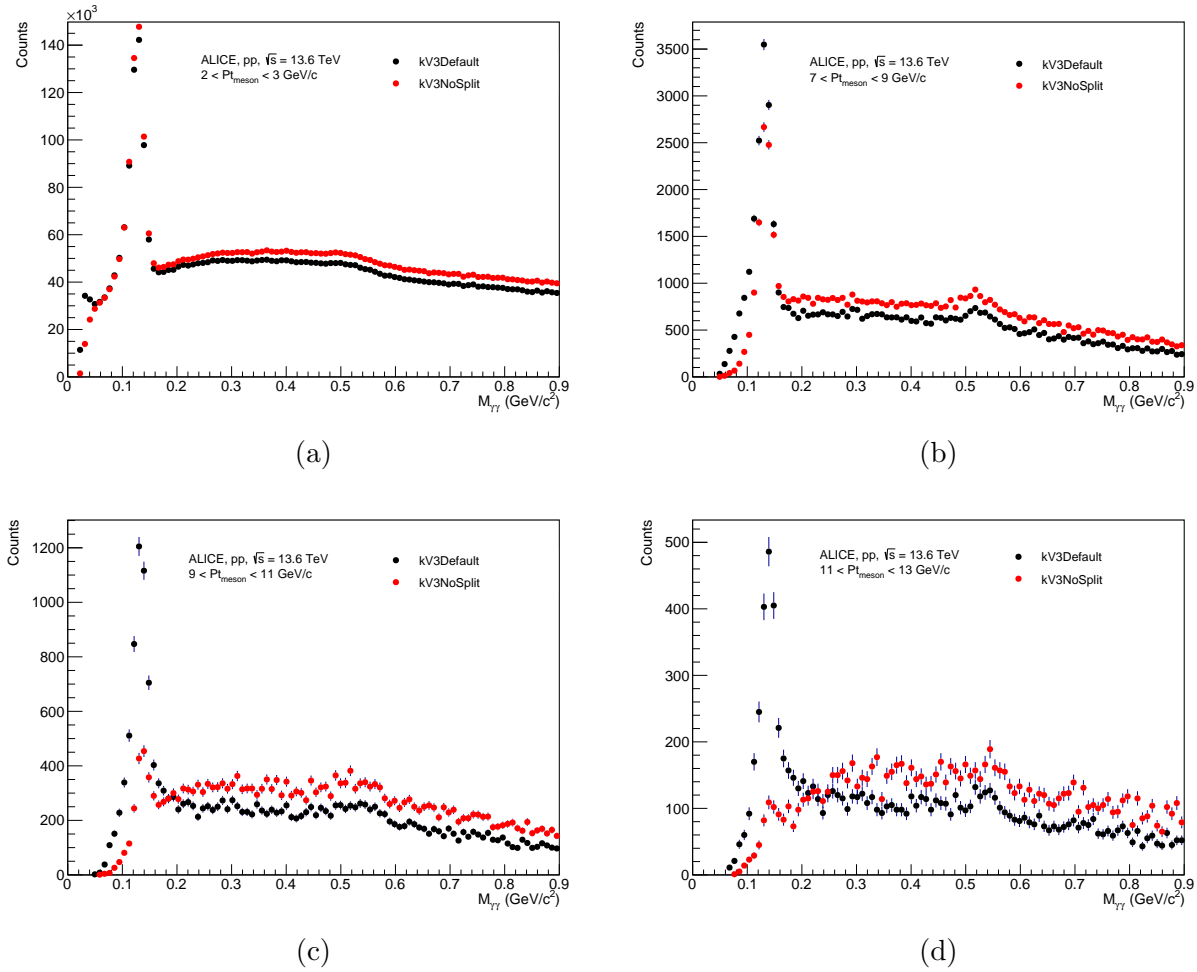 ×10³
Counts
140
120
100
80
60
40
20
0
ALICE, pp, √s = 13.6 TeV
2 < Pt_meson < 3 GeV/c
kV3Default
kV3NoSplit
0 0.1 0.2 0.3 0.4 0.5 0.6 0.7 0.8 0.9
M_γγ (GeV/c²)
(a)
Counts
3500
3000
2500
2000
1500
1000
500
0
ALICE, pp, √s = 13.6 TeV
7 < Pt_meson < 9 GeV/c
kV3Default
kV3NoSplit
0 0.1 0.2 0.3 0.4 0.5 0.6 0.7 0.8 0.9
M_γγ (GeV/c²)
(b)
Counts
1200
1000
800
600
400
200
0
ALICE, pp, √s = 13.6 TeV
9 < Pt_meson < 11 GeV/c
kV3Default
kV3NoSplit
0 0.1 0.2 0.3 0.4 0.5 0.6 0.7 0.8 0.9
M_γγ (GeV/c²)
(c)
Counts
500
400
300
200
100
0
ALICE, pp, √s = 13.6 TeV
11 < Pt_meson < 13 GeV/c
kV3Default
kV3NoSplit
0 0.1 0.2 0.3 0.4 0.5 0.6 0.7 0.8 0.9
M_γγ (GeV/c²)
(d)